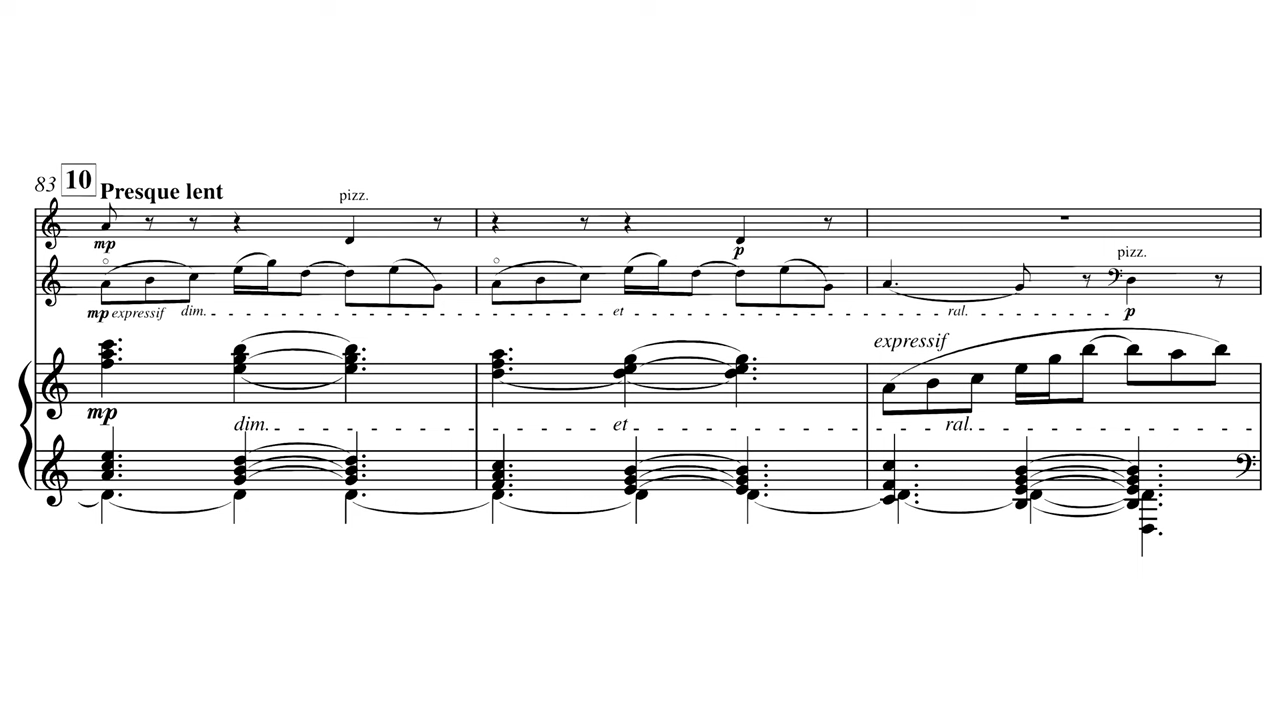 83 10 Presque lent
pizz.
mp
p
pizz.
mp expressif dim. et ral. p
expressif
mp
dim. et ral.